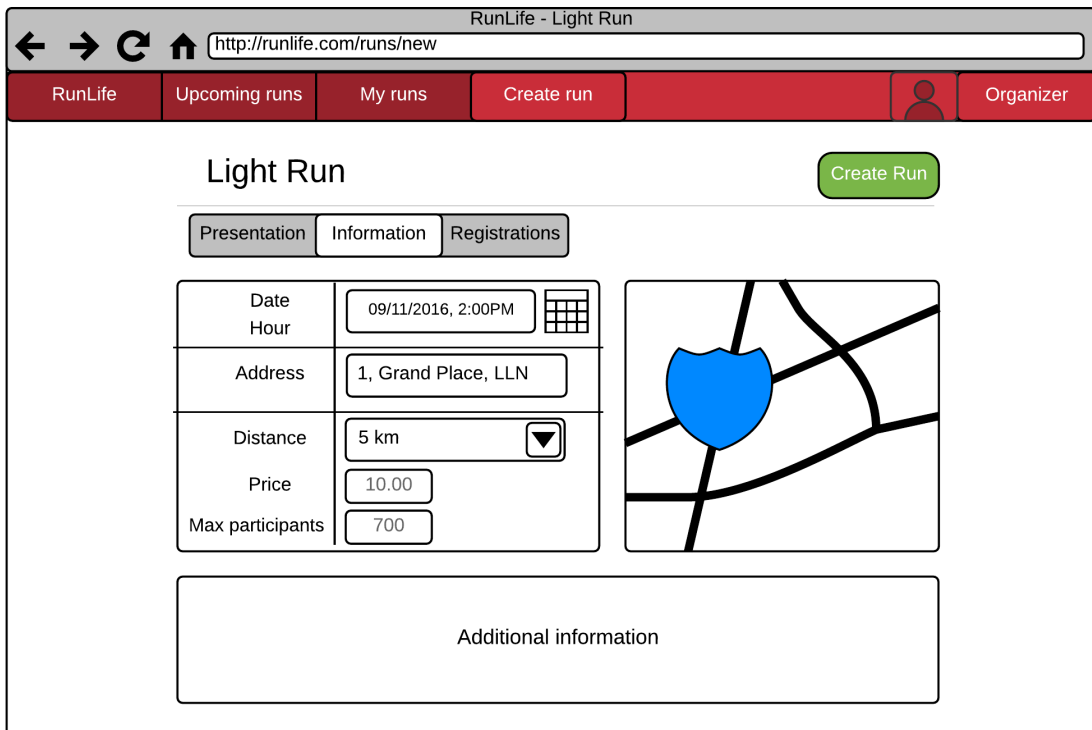 RunLife - Light Run
http://runlife.com/runs/new
RunLife Upcoming runs My runs Create run Organizer
Light Run
Create Run
Presentation Information Registrations
Date
Hour
09/11/2016, 2:00PM
Address
1, Grand Place, LLN
Distance
5 km
Price
10.00
Max participants
700
Additional information